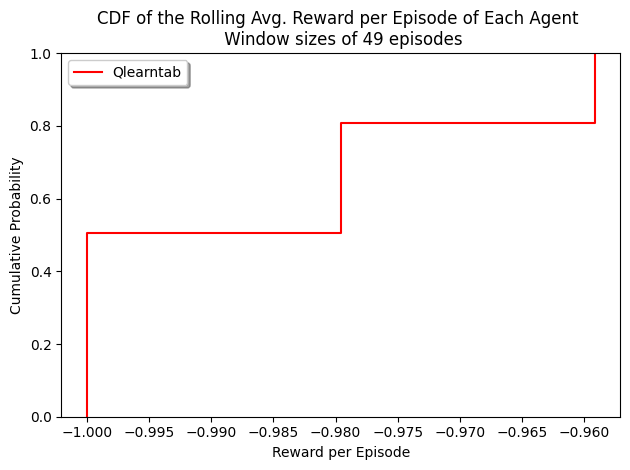 CDF of the Rolling Avg. Reward per Episode of Each Agent
Window sizes of 49 episodes
Qlearntab
Cumulative Probability
1.0
0.8
0.6
0.4
0.2
0.0
−1.000 −0.995 −0.990 −0.985 −0.980 −0.975 −0.970 −0.965 −0.960
Reward per Episode